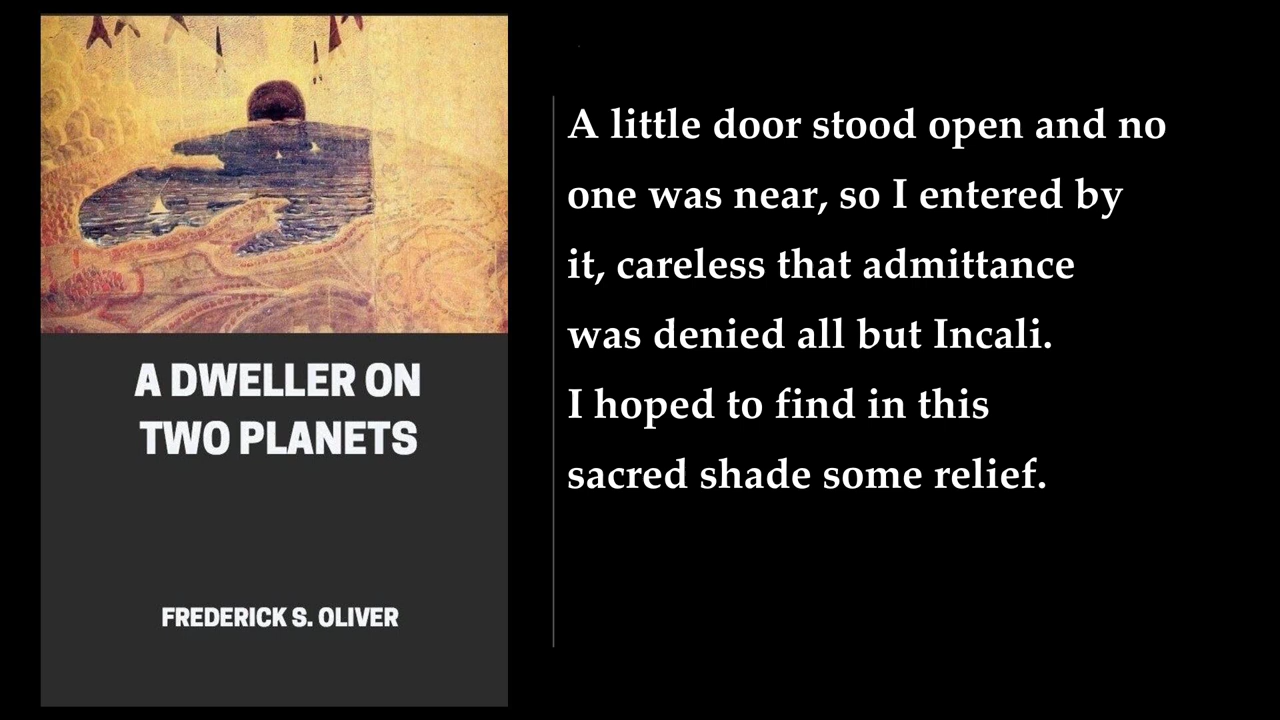 A DWELLER ON
TWO PLANETS
FREDERICK S. OLIVER
A little door stood open and no
one was near, so I entered by
it, careless that admittance
was denied all but Incali.
I hoped to find in this
sacred shade some relief.